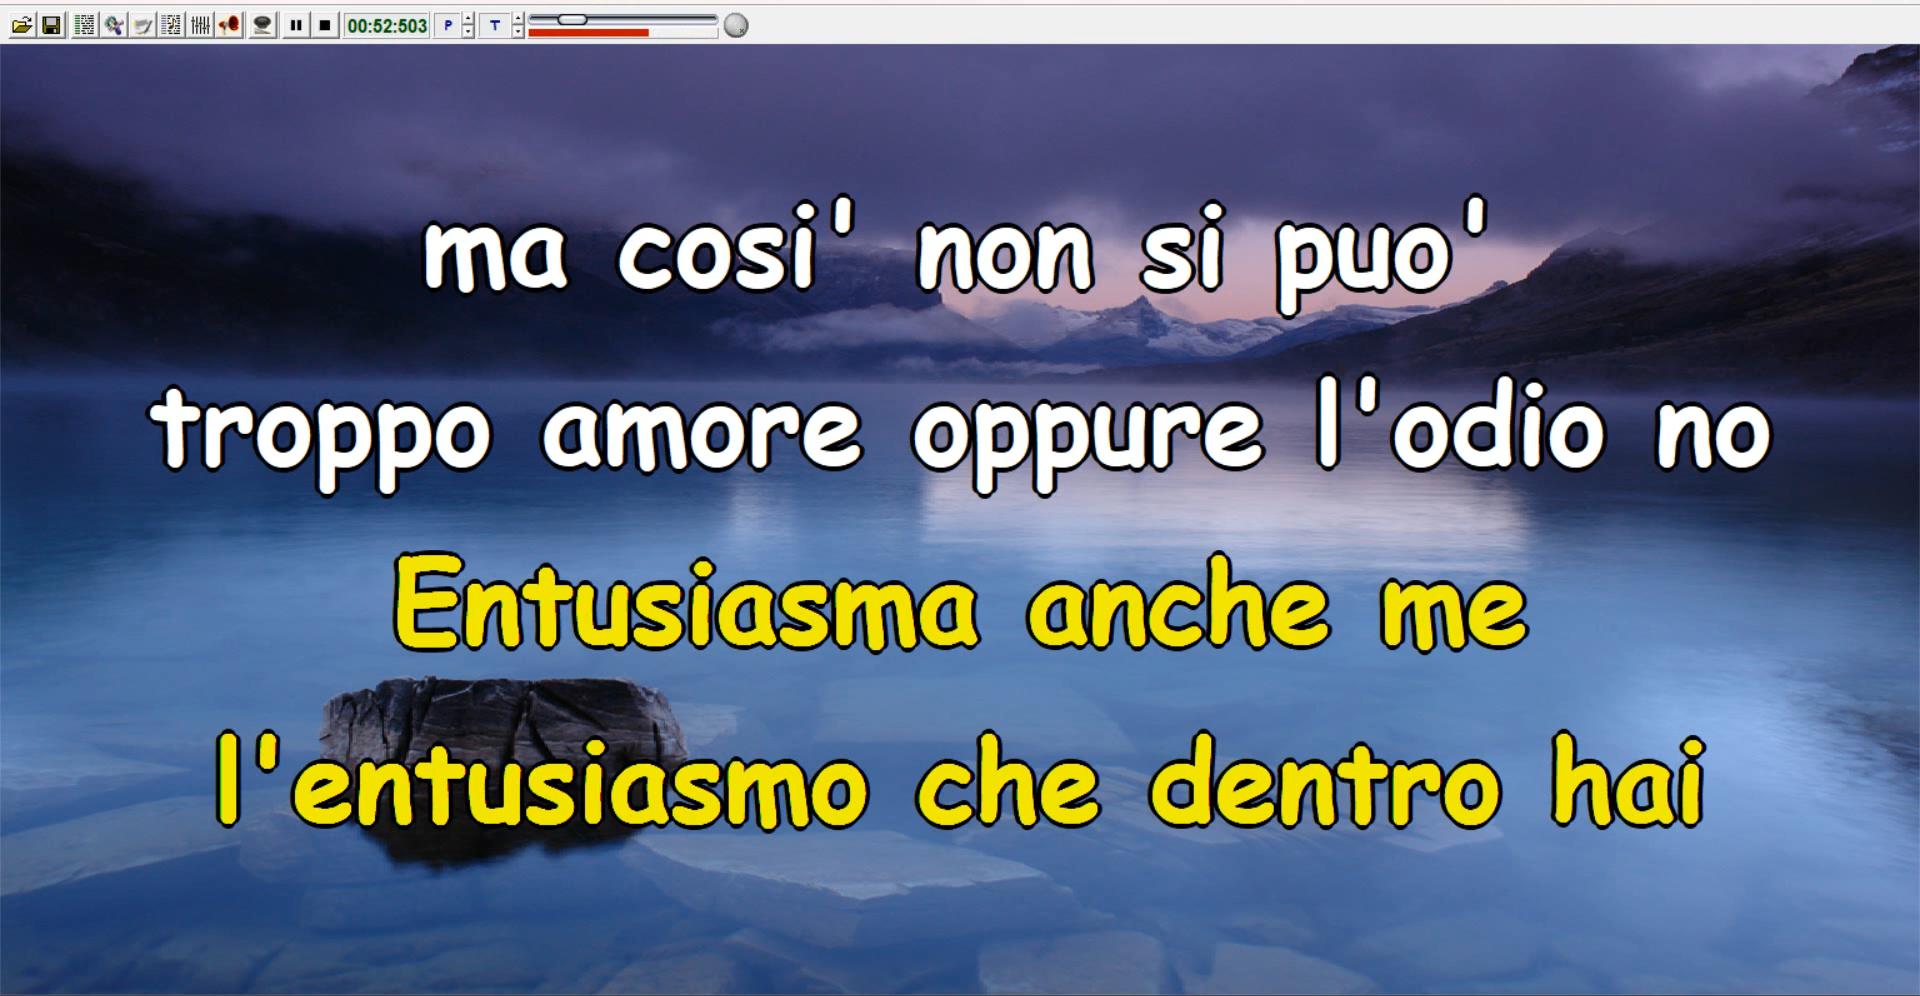 00:52:503 P T
ma cosi' non si puo'
troppo amore oppure l'odio no
Entusiasma anche me
l'entusiasmo che dentro hai